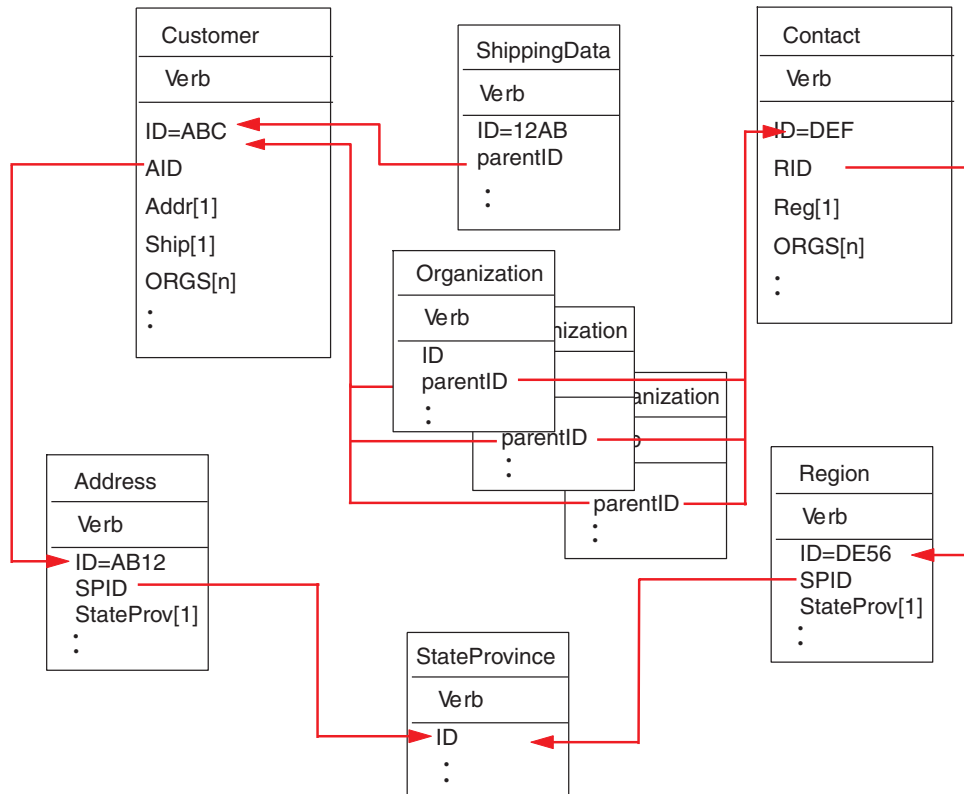 Customer
Verb
ID=ABC
AID
Addr[1]
Ship[1]
ORGS[n]
:
ShippingData
Verb
ID=12AB
parentID
:
Contact
Verb
ID=DEF
RID
Reg[1]
ORGS[n]
:
Organization
Verb
ID
parentID
:
nization
parentID
:
anization
parentID
:
Address
Verb
ID=AB12
SPID
StateProv[1]
:
Region
Verb
ID=DE56
SPID
StateProv[1]
:
StateProvince
Verb
ID
: